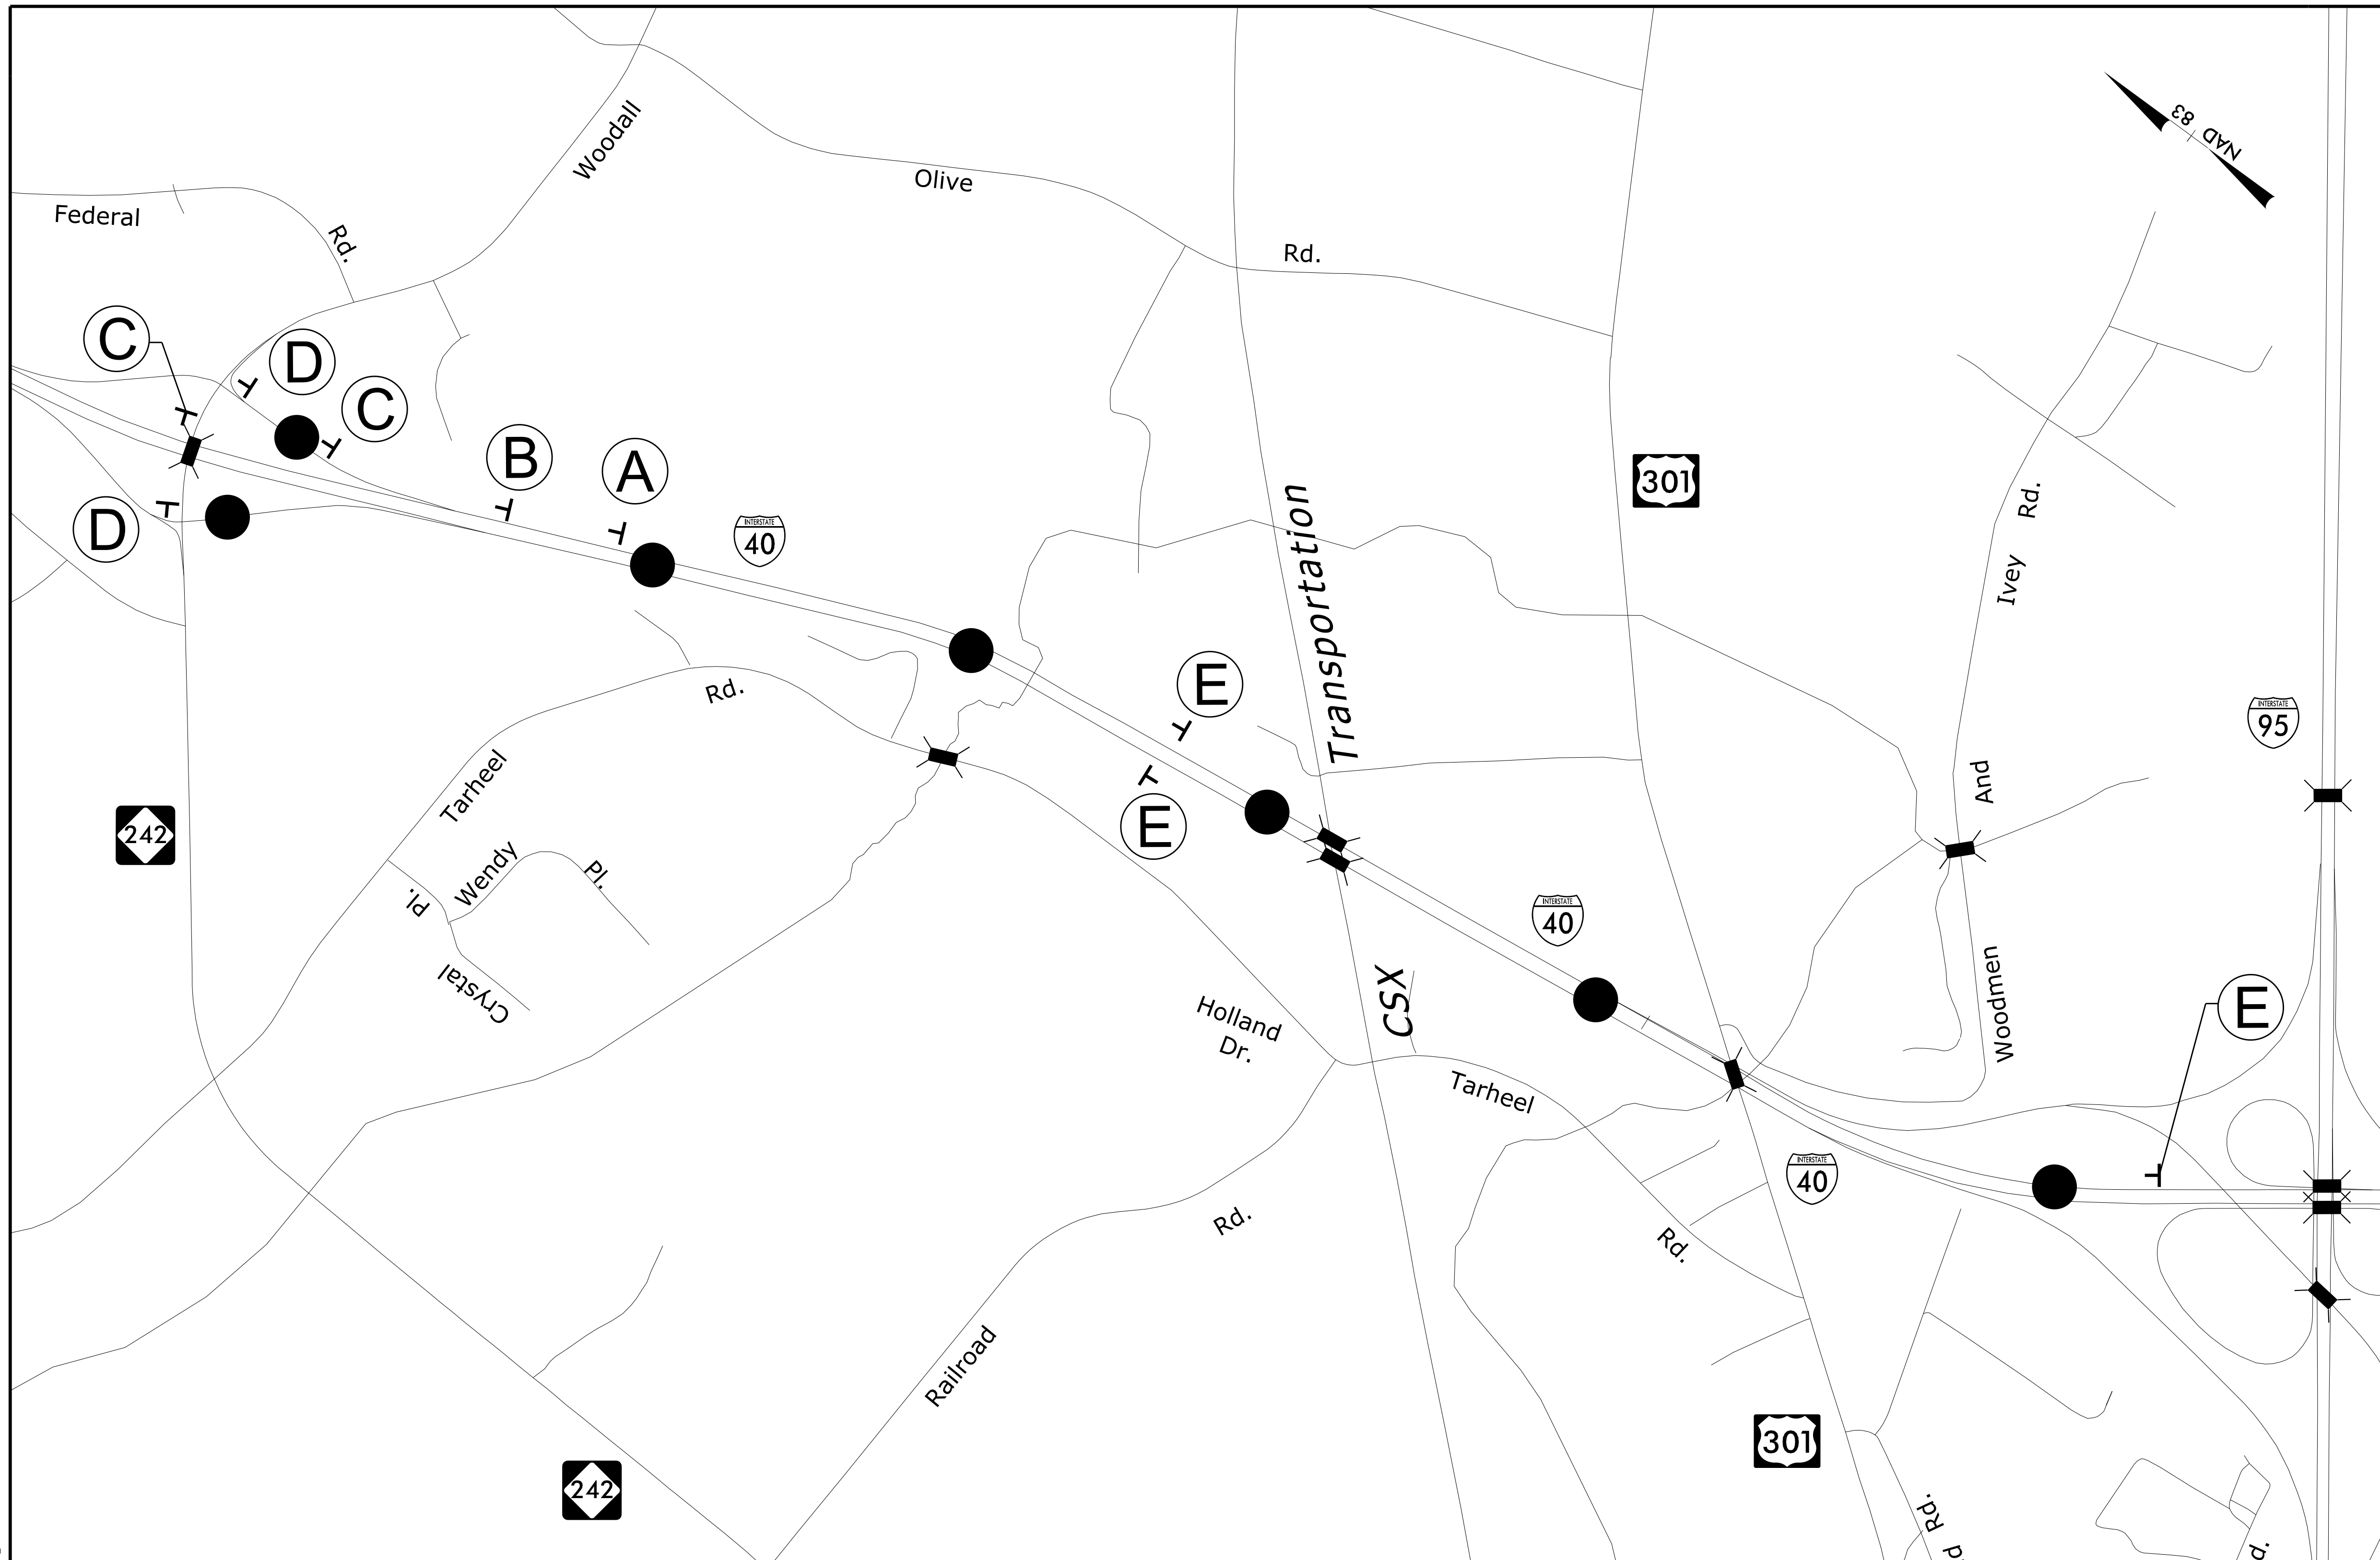 Woodall
NAD 83
Olive
Federal
Rd.
Rd.
C
D
C
B
A
301
Rd.
INTERSTATE
40
D
Transportation
Ivey
E
Rd.
INTERSTATE
95
Tarheel
And
242
E
Wendy
Pl.
Pl.
INTERSTATE
40
Crystal
CSX
Woodmen
E
Holland
Dr.
Tarheel
INTERSTATE
40
Rd.
Rd.
Railroad
301
242
Rd.
d
d.